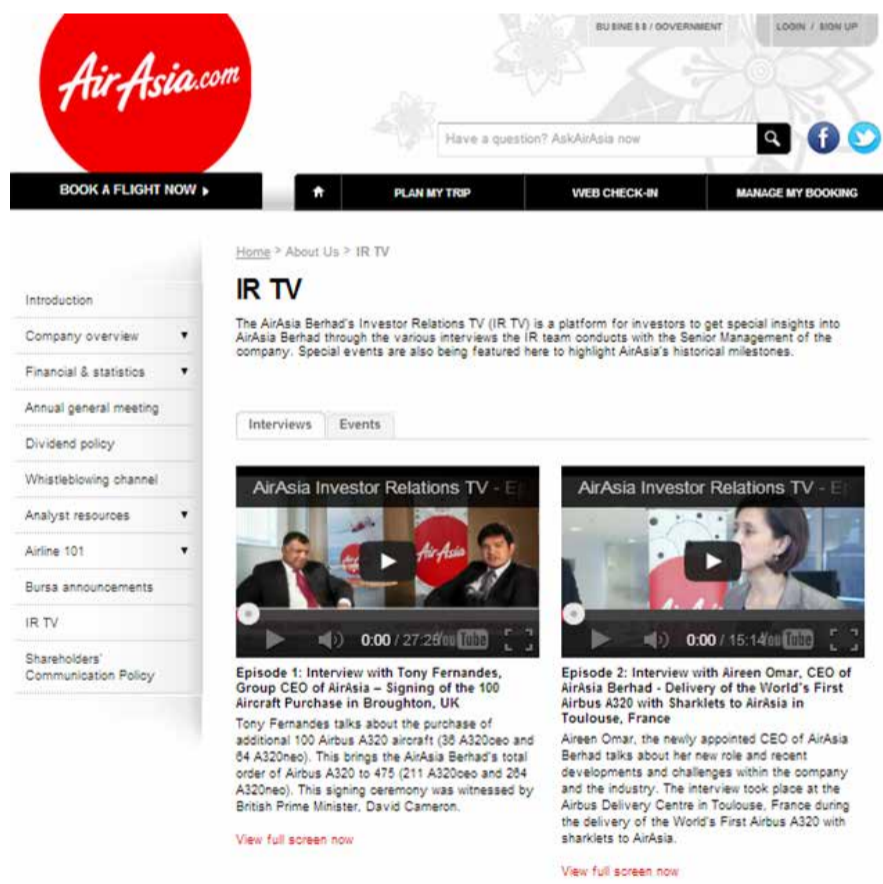 BUSINESS / GOVERNMENT
LOGIN / SIGN UP
AirAsia.com
Have a question? AskAirAsia now
BOOK A FLIGHT NOW
PLAN MY TRIP
WEB CHECK-IN
MANAGE MY BOOKING
Home > About Us > IR TV
IR TV
The AirAsia Berhad's Investor Relations TV (IR TV) is a platform for investors to get special insights into
AirAsia Berhad through the various interviews the IR team conducts with the Senior Management of the
company. Special events are also being featured here to highlight AirAsia's historical milestones.
Introduction
Company overview
Financial & statistics
Annual general meeting
Dividend policy
Whistleblowing channel
Analyst resources
Airline 101
Bursa announcements
IR TV
Shareholders'
Communication Policy
Interviews
Events
AirAsia Investor Relations TV - Ep
AirAsia
0:00 / 27:25
YouTube
Episode 1: Interview with Tony Fernandes,
Group CEO of AirAsia – Signing of the 100
Aircraft Purchase in Broughton, UK
Tony Fernandes talks about the purchase of
additional 100 Airbus A320 aircraft (36 A320ceo and
64 A320neo). This brings the AirAsia Berhad's total
order of Airbus A320 to 475 (211 A320ceo and 264
A320neo). This signing ceremony was witnessed by
British Prime Minister, David Cameron.
View full screen now
AirAsia Investor Relations TV - E
0:00 / 15:14
YouTube
Episode 2: Interview with Aireen Omar, CEO of
AirAsia Berhad - Delivery of the World's First
Airbus A320 with Sharklets to AirAsia in
Toulouse, France
Aireen Omar, the newly appointed CEO of AirAsia
Berhad talks about her new role and recent
developments and challenges within the company
and the industry. The interview took place at the
Airbus Delivery Centre in Toulouse, France during
the delivery of the World's First Airbus A320 with
sharklets to AirAsia.
View full screen now